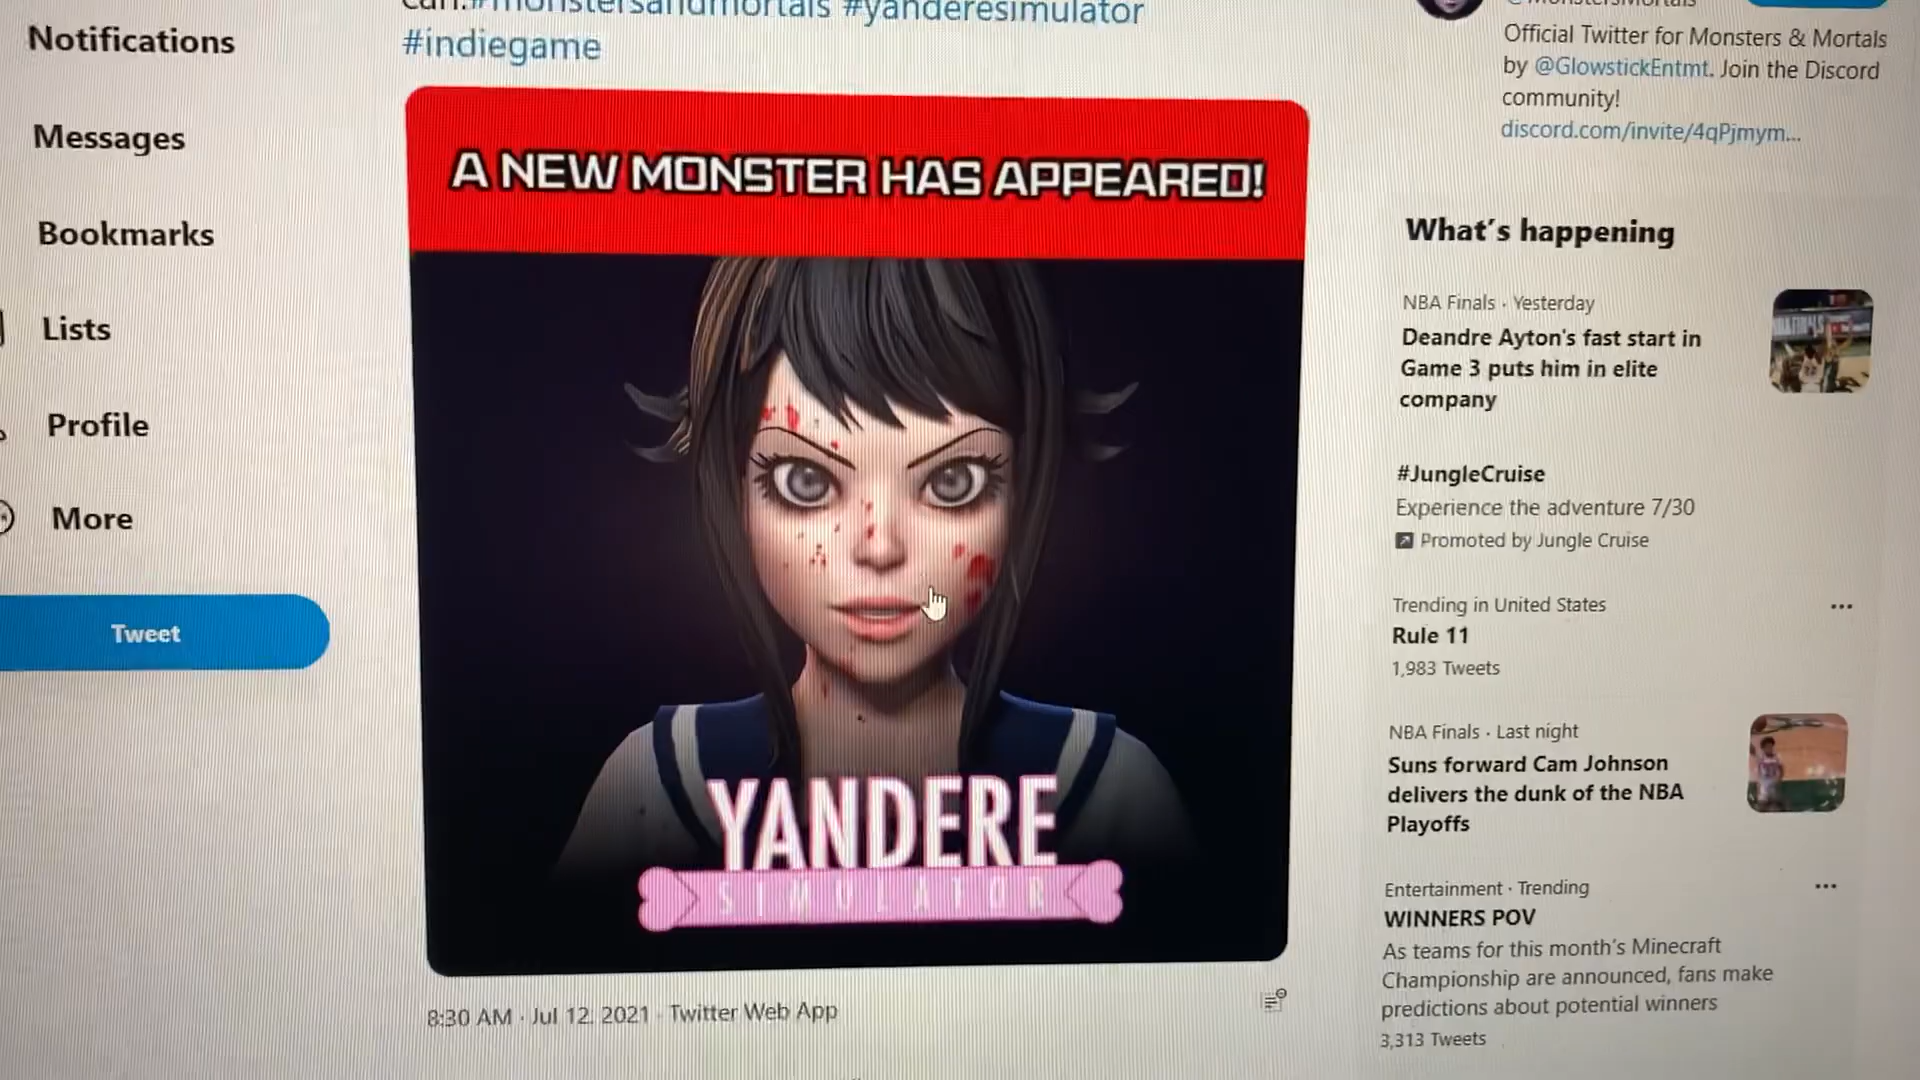 Notifications
Messages
Bookmarks
Lists
Profile
More
Tweet
#monstersandmortals #yanderesimulator
#indiegame
A NEW MONSTER HAS APPEARED!
YANDERE
SIMULATOR
8:30 AM · Jul 12, 2021 · Twitter Web App
Official Twitter for Monsters & Mortals
by @GlowstickEntmt. Join the Discord
community!
discord.com/invite/4qPjmym...
What's happening
NBA Finals · Yesterday
Deandre Ayton's fast start in
Game 3 puts him in elite
company
#JungleCruise
Experience the adventure 7/30
Promoted by Jungle Cruise
Trending in United States
Rule 11
1,983 Tweets
NBA Finals · Last night
Suns forward Cam Johnson
delivers the dunk of the NBA
Playoffs
Entertainment · Trending
WINNERS POV
As teams for this month's Minecraft
Championship are announced, fans make
predictions about potential winners
3,313 Tweets